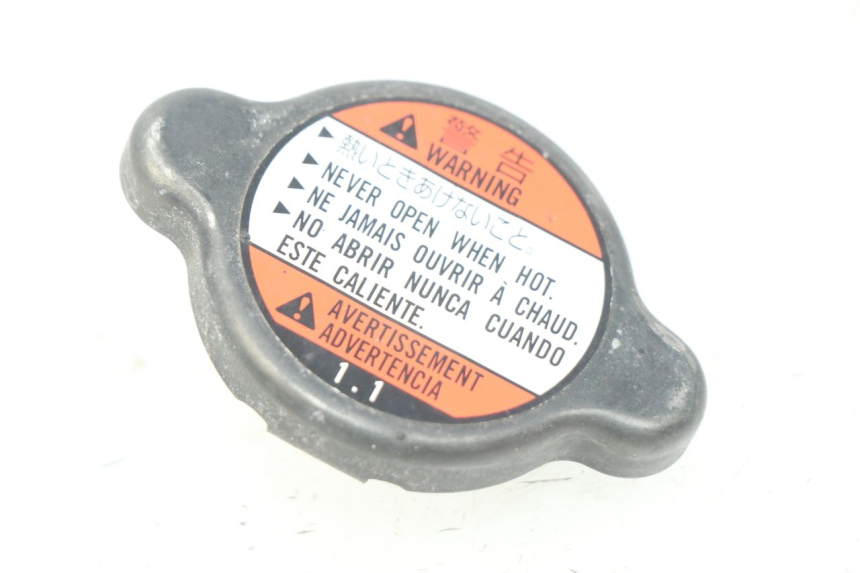 警告
WARNING
熱いときあけないこと。
NEVER OPEN WHEN HOT.
NE JAMAIS OUVRIR À CHAUD.
NO ABRIR NUNCA CUANDO
ESTE CALIENTE.
AVERTISSEMENT
ADVERTENCIA
1.1